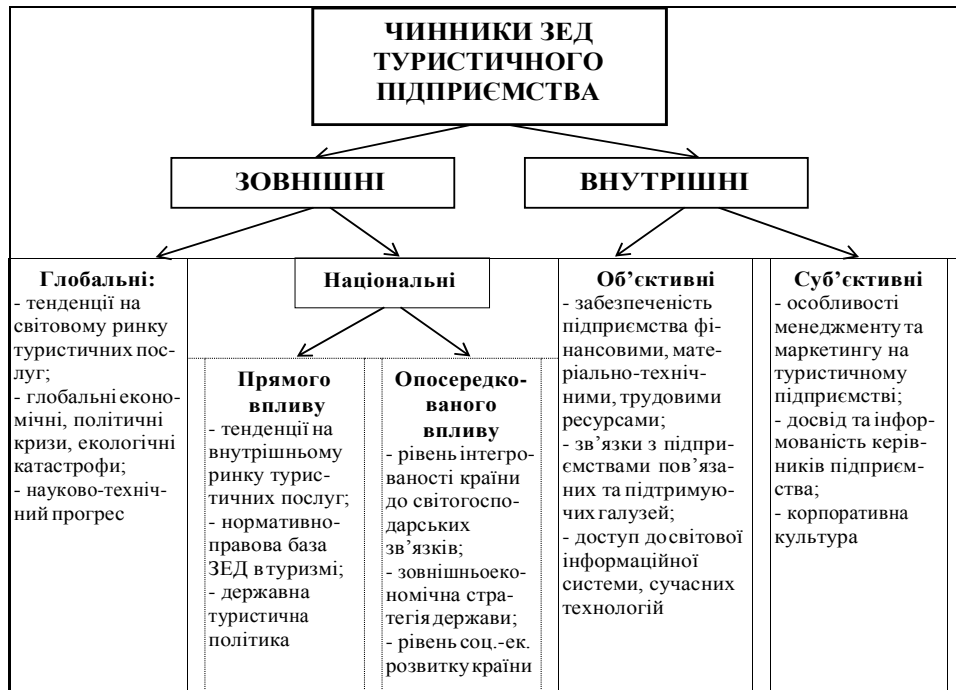 ЧИННИКИ ЗЕД
ТУРИСТИЧНОГО
ПІДПРИЄМСТВА
ЗОВНІШНІ
ВНУТРІШНІ
Глобальні:
- тенденції на
світовому ринку
туристичних пос-
луг;
- глобальні еконо-
мічні, політичні
кризи, екологічні
катастрофи;
- науково-техніч-
ний прогрес
Національні
Прямого
впливу
- тенденції на
внутрішньому
ринку турис-
тичних послуг;
- нормативно-
правова база
ЗЕД в туризмі;
- державна
туристична
політика
Опосередко-
ваного
впливу
- рівень інтегро-
ваності країни
до світогоспо-
дарських
зв’язків;
- зовнішньоеко-
номічна стра-
тегія держави;
- рівень соц.-ек.
розвитку країни
Об’єктивні
- забезпеченість
підприємства фі-
нансовими, мате-
ріально-техніч-
ними, трудовими
ресурсами;
- зв’язки з підпри-
ємствами пов’яза-
них та підтримую-
чих галузей;
- доступ до світової
інформаційної
системи, сучасних
технологій
Суб’єктивні
- особливості
менеджменту та
маркетингу на
туристичному
підприємстві;
- досвід та інфор-
мованість керів-
ників підприєм-
ства;
- корпоративна
культура